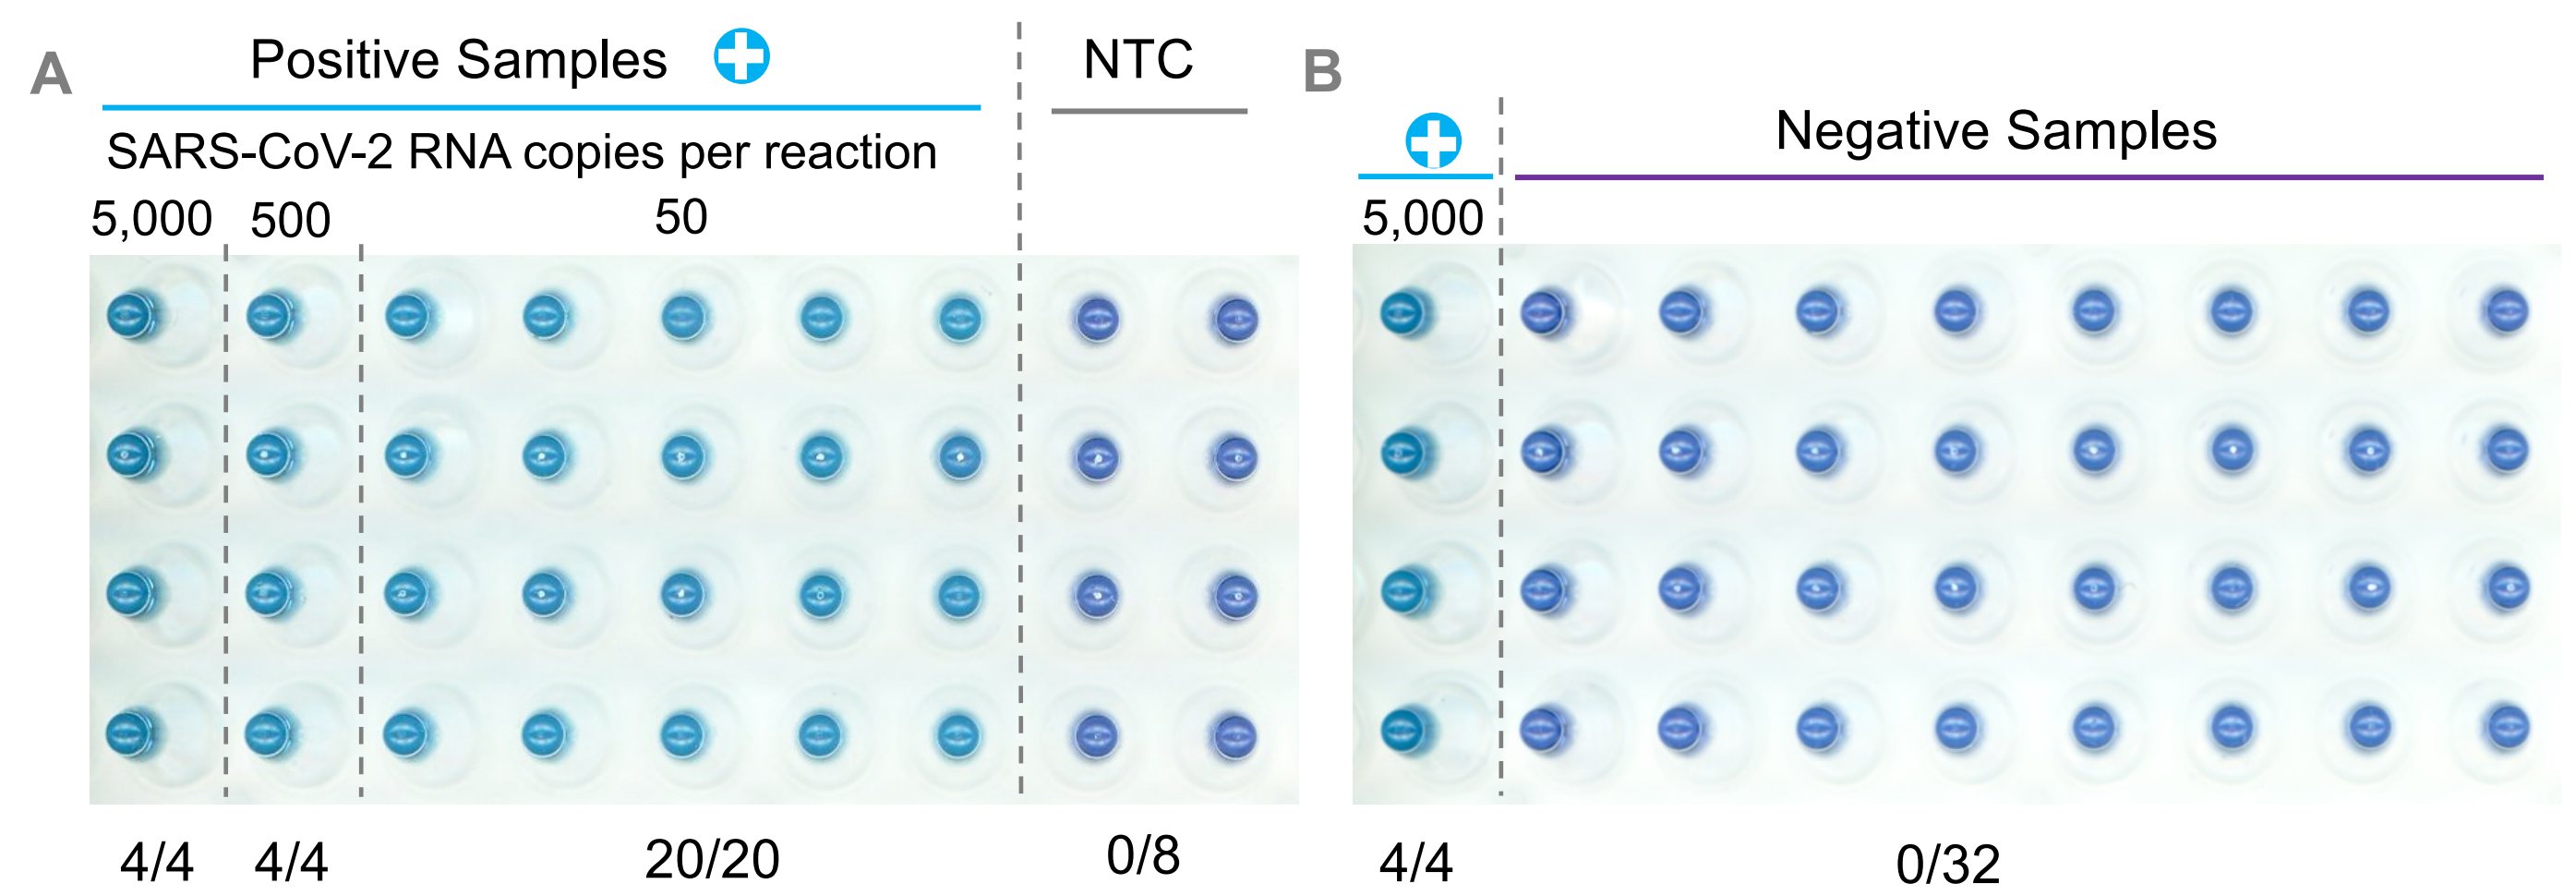 A
Positive Samples
NTC
SARS-CoV-2 RNA copies per reaction
5,000
500
50
4/4
4/4
20/20
0/8
B
Negative Samples
5,000
4/4
0/32